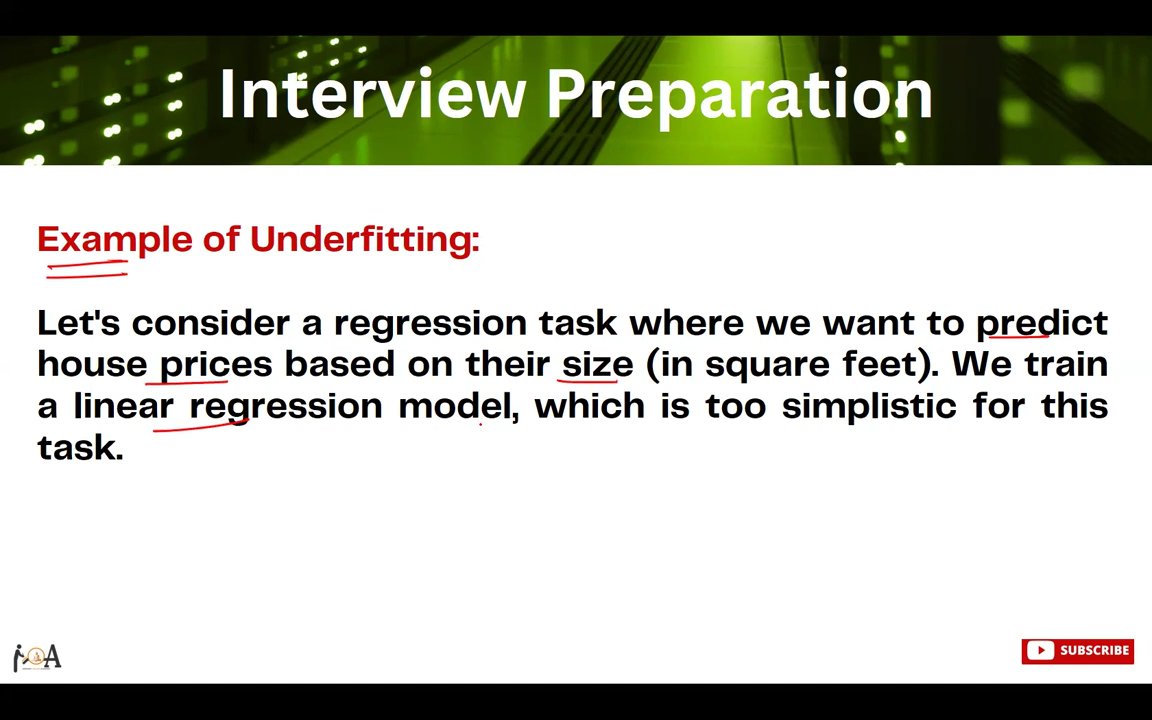 Interview Preparation
Example of Underfitting:
Let's consider a regression task where we want to predict
house prices based on their size (in square feet). We train
a linear regression model, which is too simplistic for this
task.
SUBSCRIBE